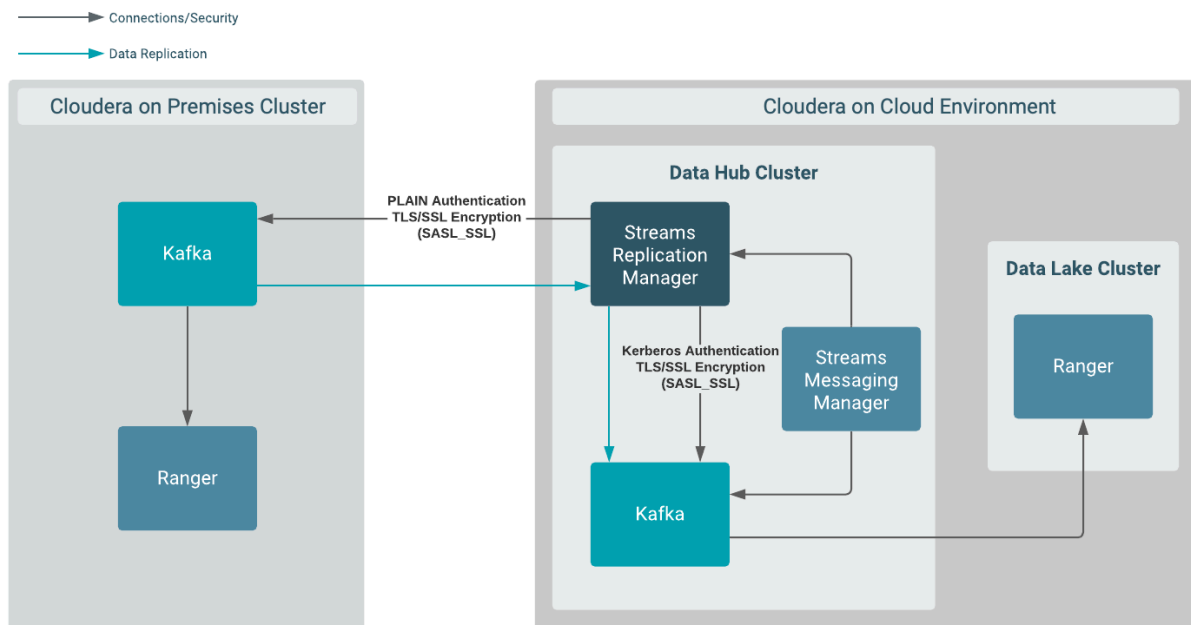 Connections/Security
Data Replication
Cloudera on Premises Cluster
Cloudera on Cloud Environment
Data Hub Cluster
PLAIN Authentication
TLS/SSL Encryption
(SASL_SSL)
Kafka
Streams
Replication
Manager
Data Lake Cluster
Kerberos Authentication
TLS/SSL Encryption
(SASL_SSL)
Streams
Messaging
Manager
Ranger
Ranger
Kafka